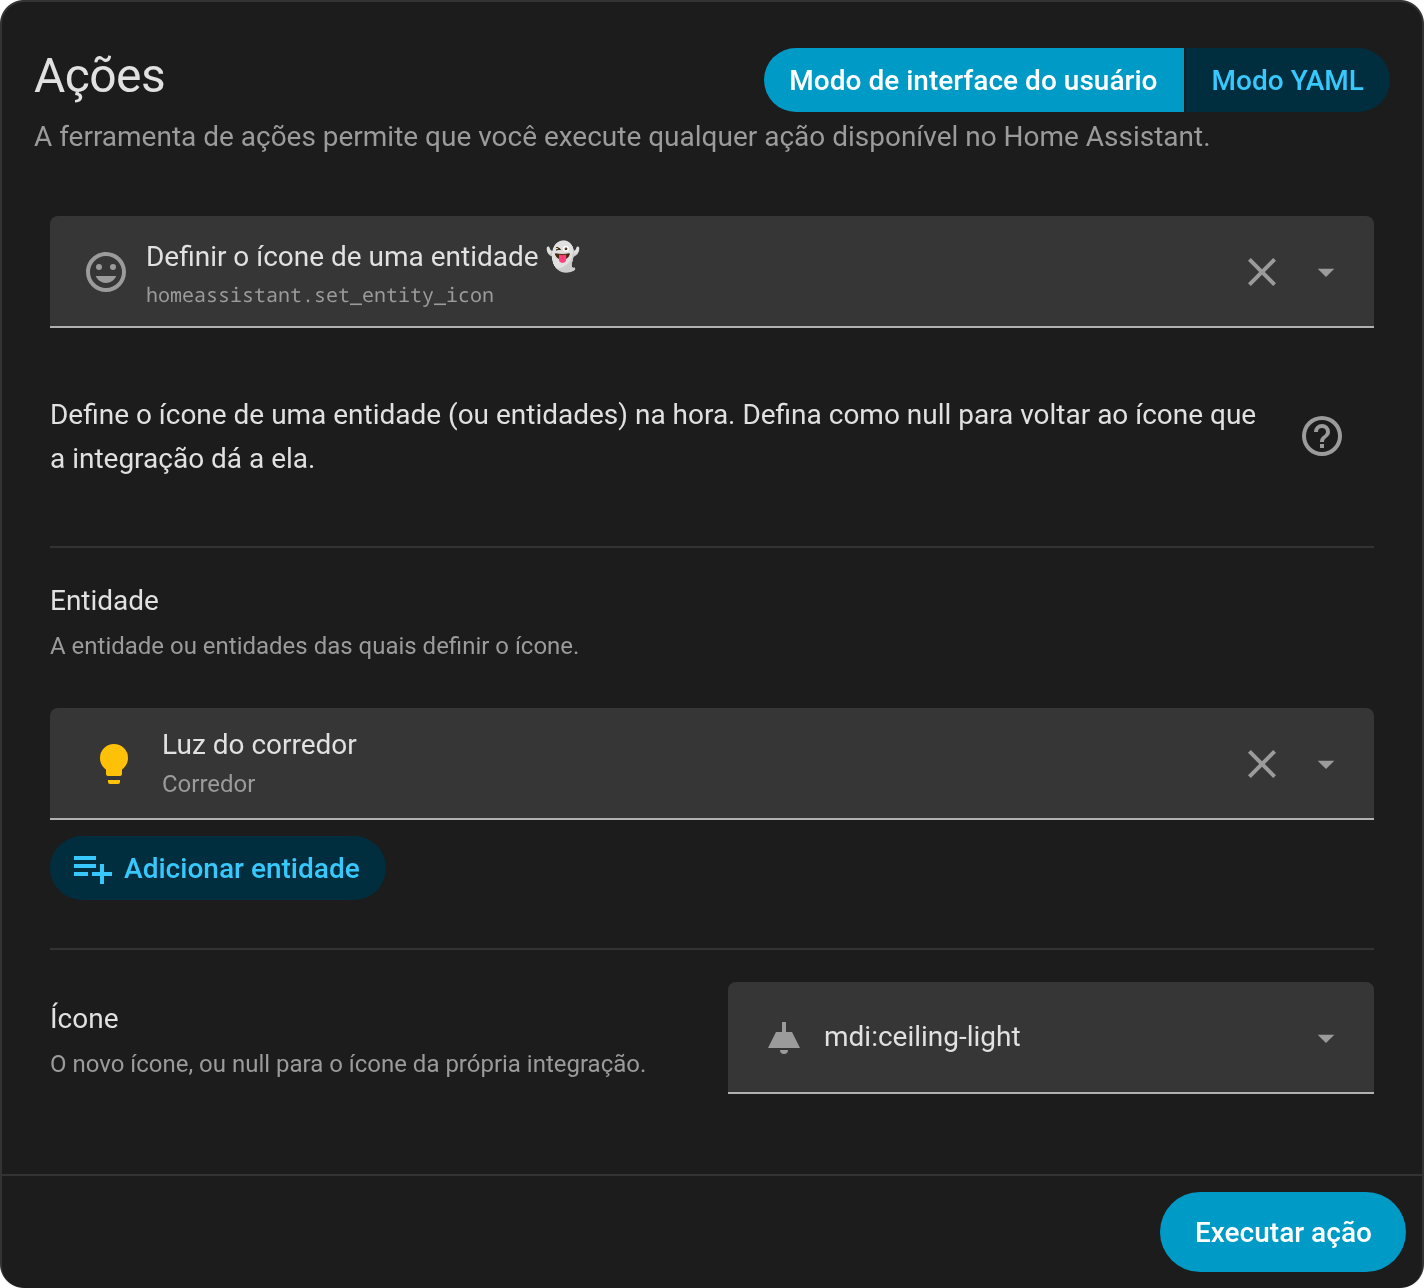 Ações
Modo de interface do usuário
Modo YAML
A ferramenta de ações permite que você execute qualquer ação disponível no Home Assistant.
Definir o ícone de uma entidade 👻
homeassistant.set_entity_icon
Define o ícone de uma entidade (ou entidades) na hora. Defina como null para voltar ao ícone que
a integração dá a ela.
Entidade
A entidade ou entidades das quais definir o ícone.
Luz do corredor
Corredor
Adicionar entidade
Ícone
O novo ícone, ou null para o ícone da própria integração.
mdi:ceiling-light
Executar ação